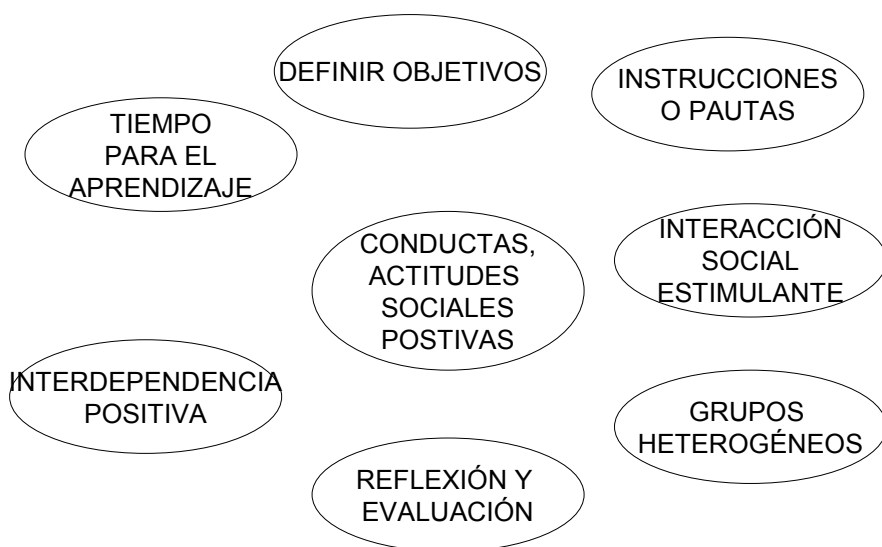 DEFINIR OBJETIVOS
INSTRUCCIONES
O PAUTAS
TIEMPO
PARA EL
APRENDIZAJE
CONDUCTAS,
ACTITUDES
SOCIALES
POSTIVAS
INTERACCIÓN
SOCIAL
ESTIMULANTE
INTERDEPENDENCIA
POSITIVA
GRUPOS
HETEROGÉNEOS
REFLEXIÓN Y
EVALUACIÓN